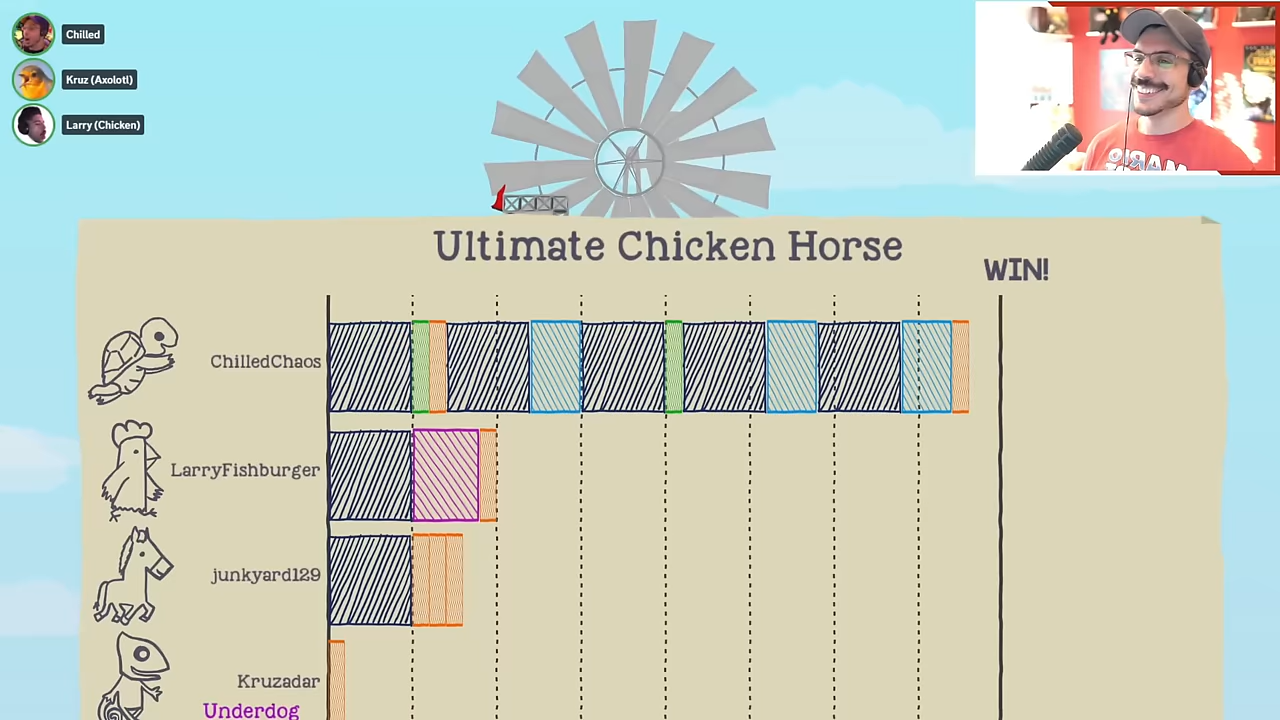 Chilled
Kruz (Axolotl)
Larry (Chicken)
Ultimate Chicken Horse
WIN!
ChilledChaos
LarryFishburger
junkyard129
Kruzadar
Underdog